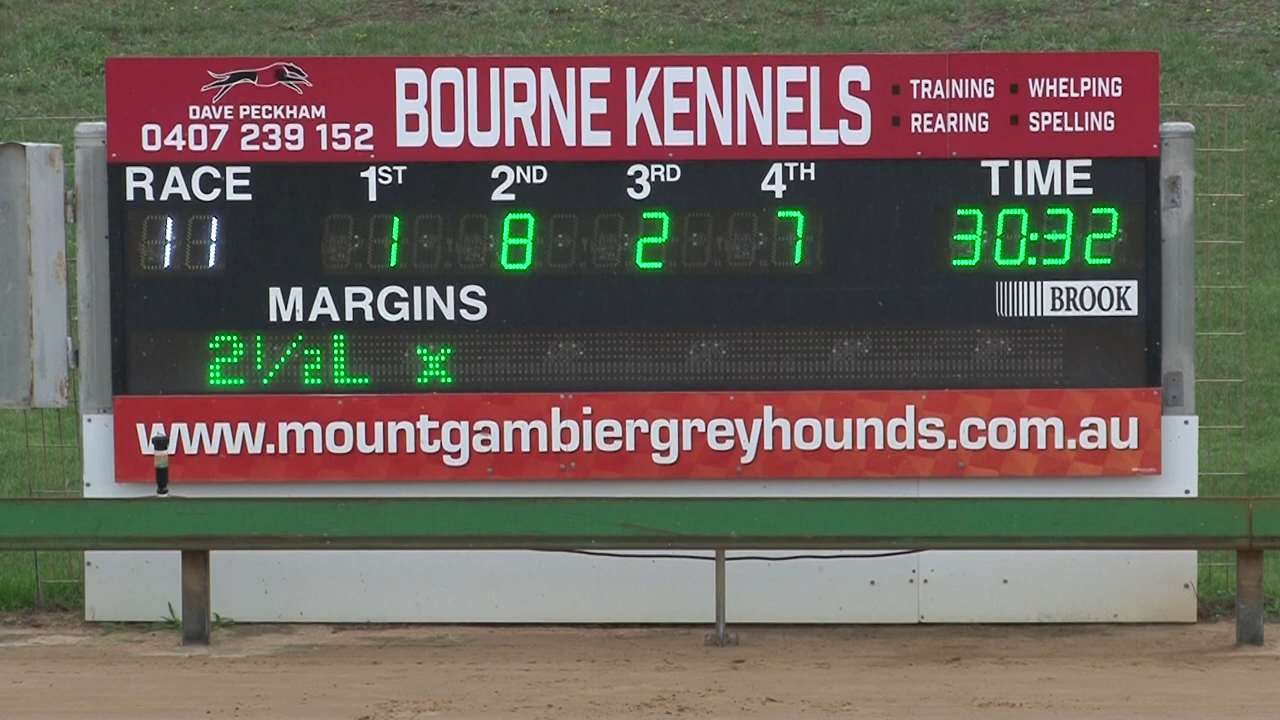 BOURNE KENNELS
DAVE PECKHAM
0407 239 152
TRAINING
WHELPING
REARING
SPELLING
RACE 1ST 2ND 3RD 4TH TIME
11 1 8 2 7 30:32
MARGINS
BROOK
2½L x
www.mountgambiergreyhounds.com.au